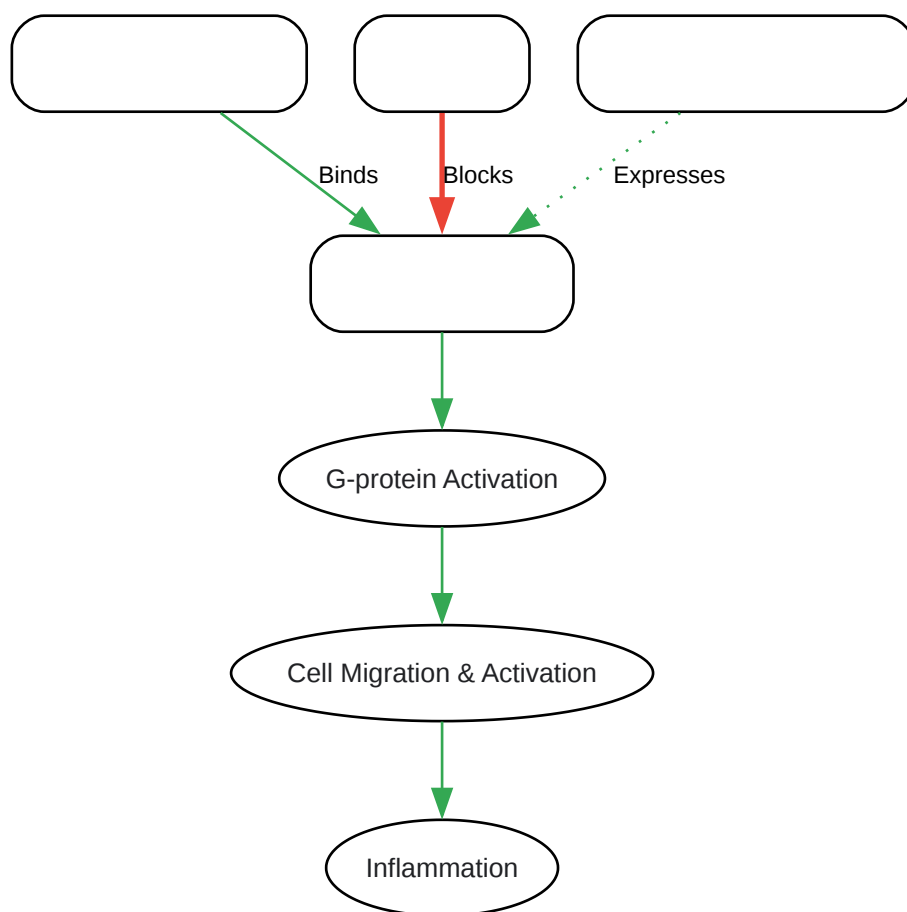 Binds
Blocks
Expresses
G-protein Activation
Cell Migration & Activation
Inflammation